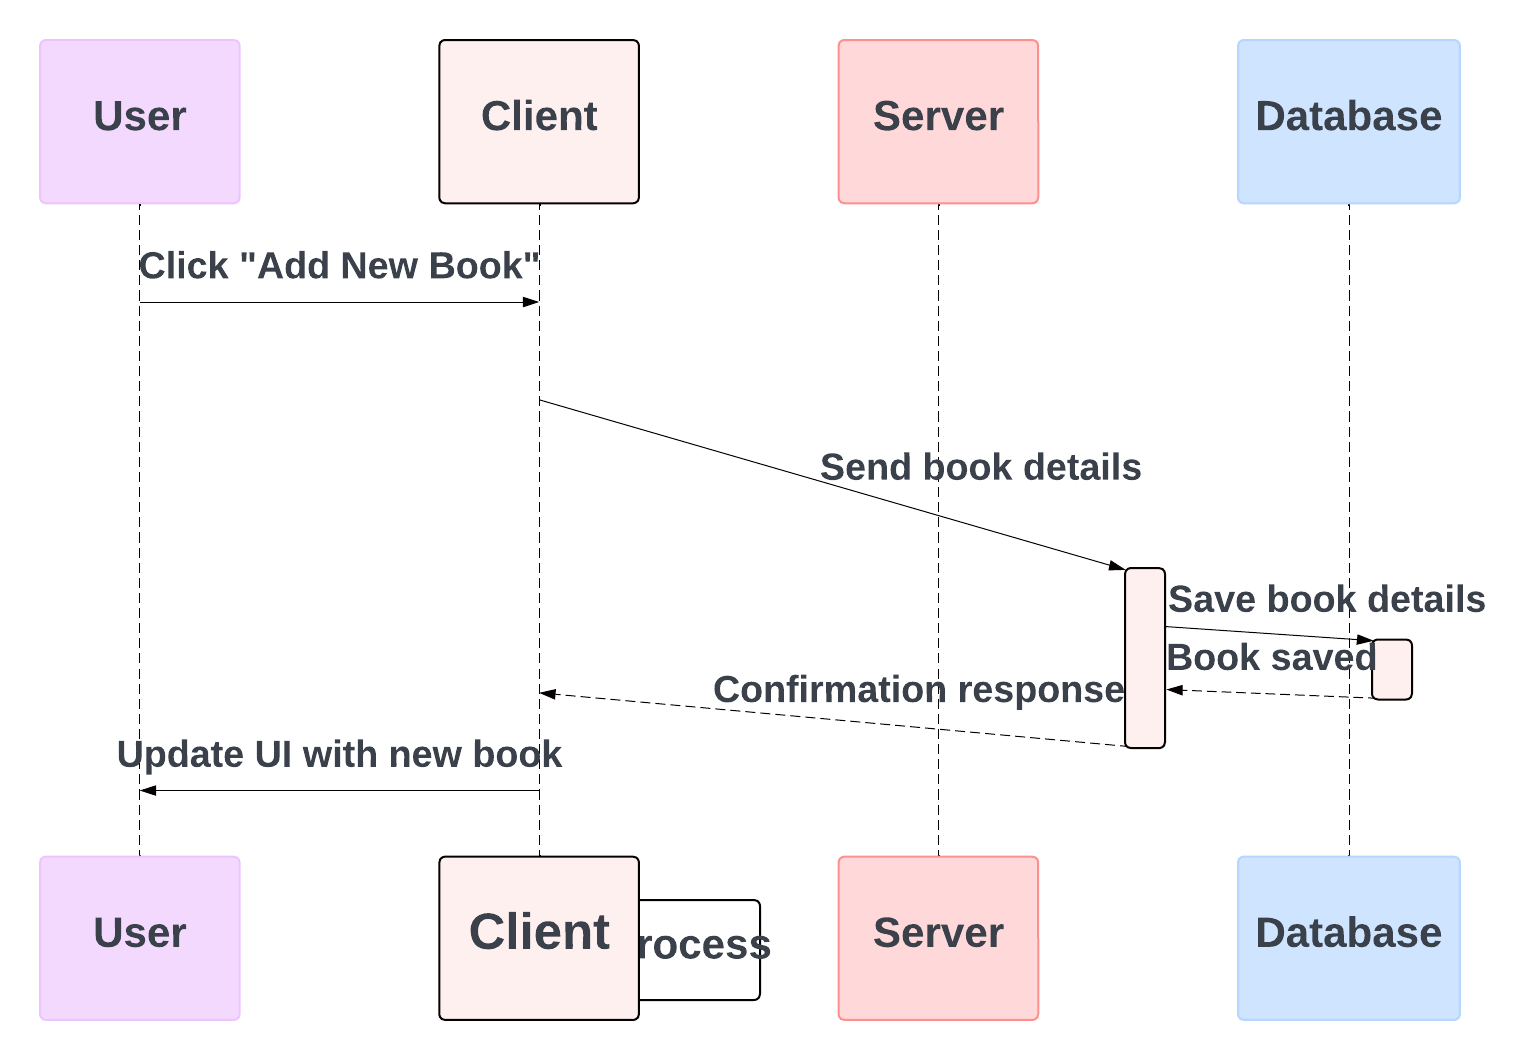 User
Client
Server
Database
Click "Add New Book"
Send book details
Save book details
Book saved
Confirmation response
Update UI with new book
User
Client
rocess
Server
Database